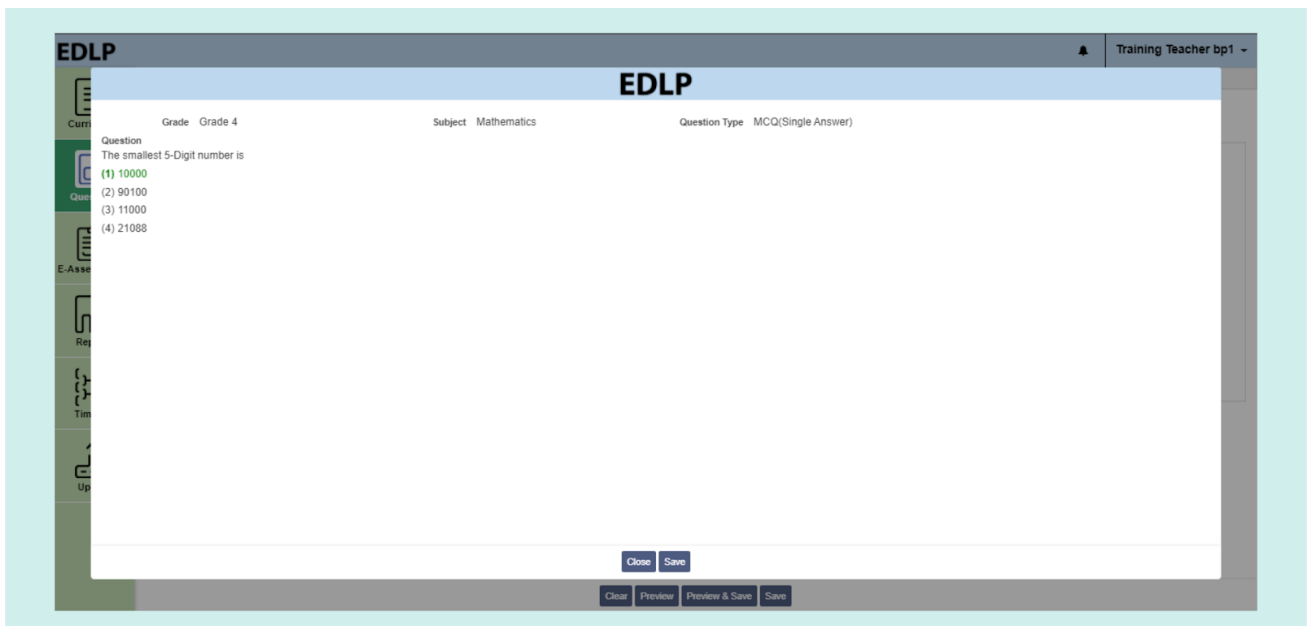 EDLP
Training Teacher bp1
EDLP
Grade Grade 4 Subject Mathematics Question Type MCQ(Single Answer)
Question
The smallest 5-Digit number is
(1) 10000
(2) 90100
(3) 11000
(4) 21088
Close Save
Clear Preview Preview & Save Save